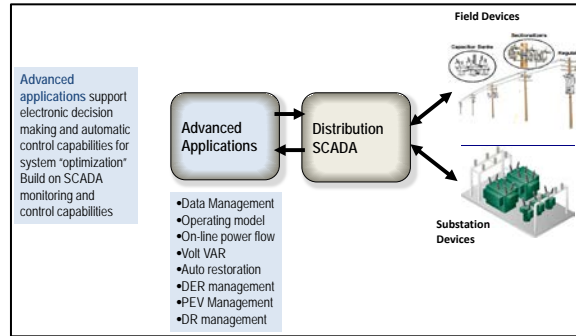 Field Devices
Capacitor Banks
Sectionalizers
Advanced
applications support
electronic decision
making and automatic
control capabilities for
system "optimization"
Build on SCADA
monitoring and
control capabilities
Advanced
Applications
Distribution
SCADA
•Data Management
•Operating model
•On-line power flow
•Volt VAR
•Auto restoration
•DER management
•PEV Management
•DR management
Substation
Devices